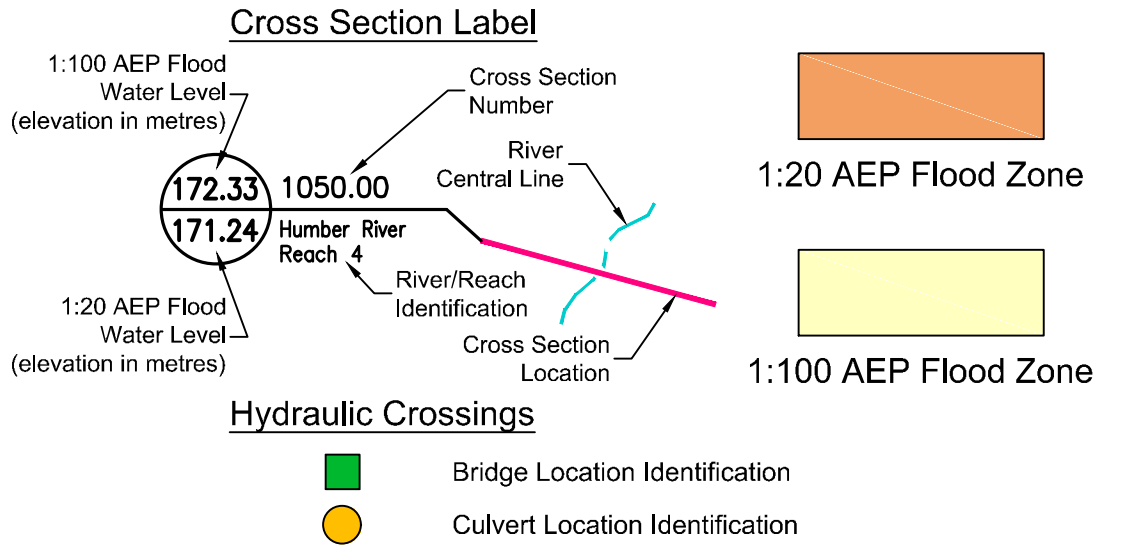 Cross Section Label
1:100 AEP Flood
Water Level
(elevation in metres)
Cross Section
Number
River
Central Line
172.33
1050.00
171.24
Humber River
Reach 4
River/Reach
Identification
1:20 AEP Flood
Water Level
(elevation in metres)
Cross Section
Location
1:20 AEP Flood Zone
1:100 AEP Flood Zone
Hydraulic Crossings
Bridge Location Identification
Culvert Location Identification